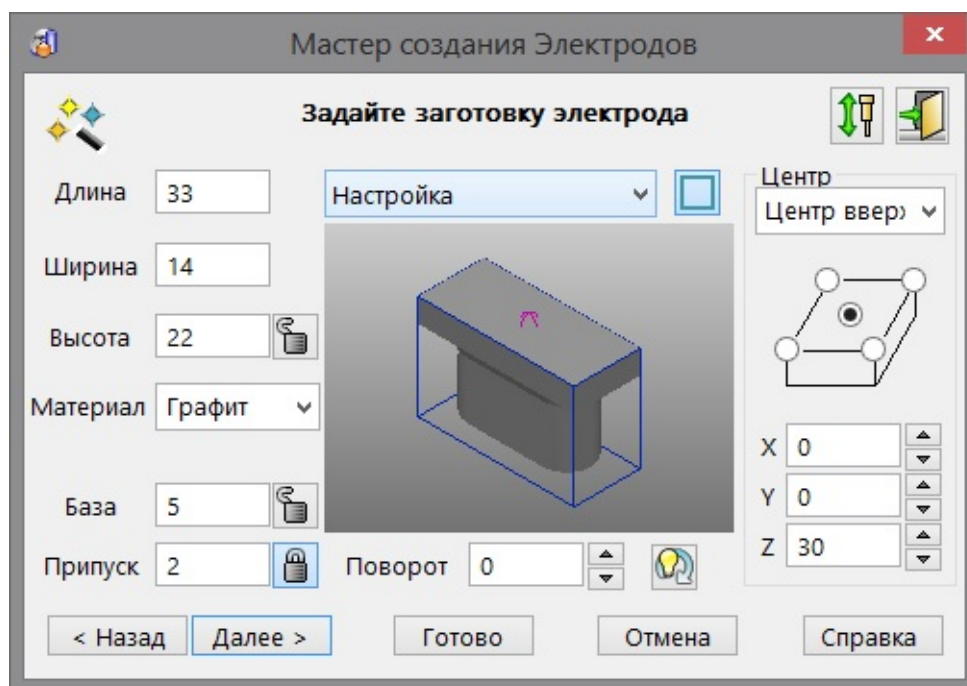 Мастер создания Электродов
Задайте заготовку электрода
Длина 33 Настройка Центр
Центр вверх
Ширина 14
Высота 22
Материал Графит
База 5
Припуск 2 Поворот 0
X 0
Y 0
Z 30
< Назад Далее > Готово Отмена Справка